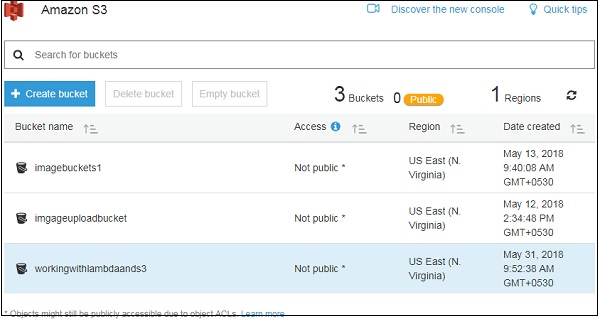 Amazon S3
Discover the new console
Quick tips
Search for buckets
+ Create bucket
Delete bucket
Empty bucket
3 Buckets
0 Public
1 Regions
Bucket name
Access
Region
Date created
imagebuckets1
Not public *
US East (N.
Virginia)
May 13, 2018
9:40:08 AM
GMT+0530
imgageuploadbucket
Not public *
US East (N.
Virginia)
May 12, 2018
2:34:48 PM
GMT+0530
workingwithlambdaands3
Not public *
US East (N.
Virginia)
May 31, 2018
9:52:38 AM
GMT+0530
* Objects might still be publicly accessible due to object ACLs. Learn more